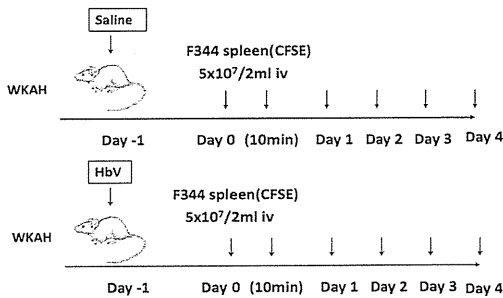 Saline
F344 spleen(CFSE)
5x10⁷/2ml iv
WKAH
Day -1 Day 0 (10min) Day 1 Day 2 Day 3 Day 4
HbV
F344 spleen(CFSE)
5x10⁷/2ml iv
WKAH
Day -1 Day 0 (10min) Day 1 Day 2 Day 3 Day 4